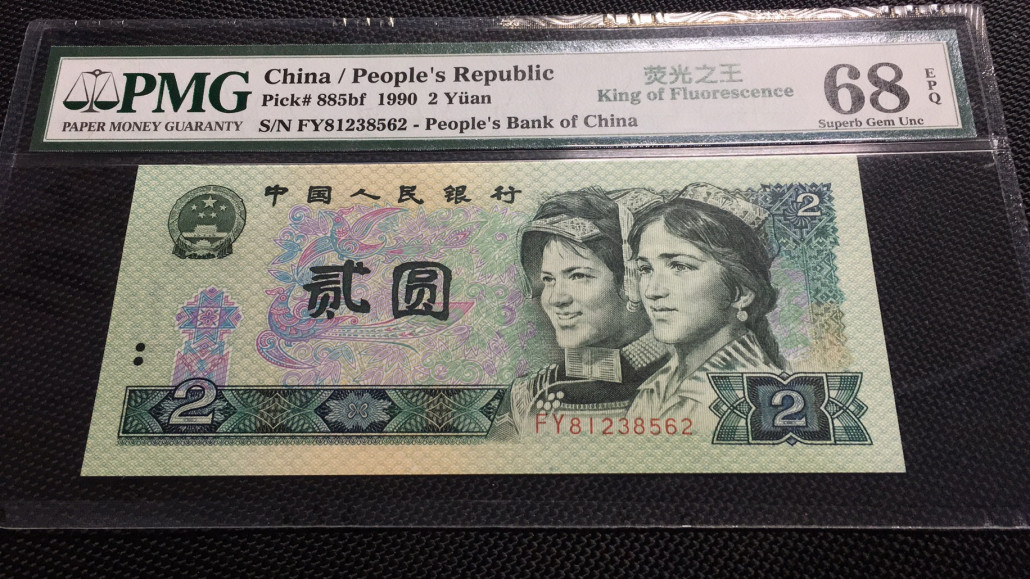 PMG
PAPER MONEY GUARANTY
China / People's Republic
Pick# 885bf 1990 2 Yüan
S/N FY81238562 - People's Bank of China
荧光之王
King of Fluorescence
68 EPQ
Superb Gem Unc
中国人民银行
2
贰圆
2
FY81238562
2